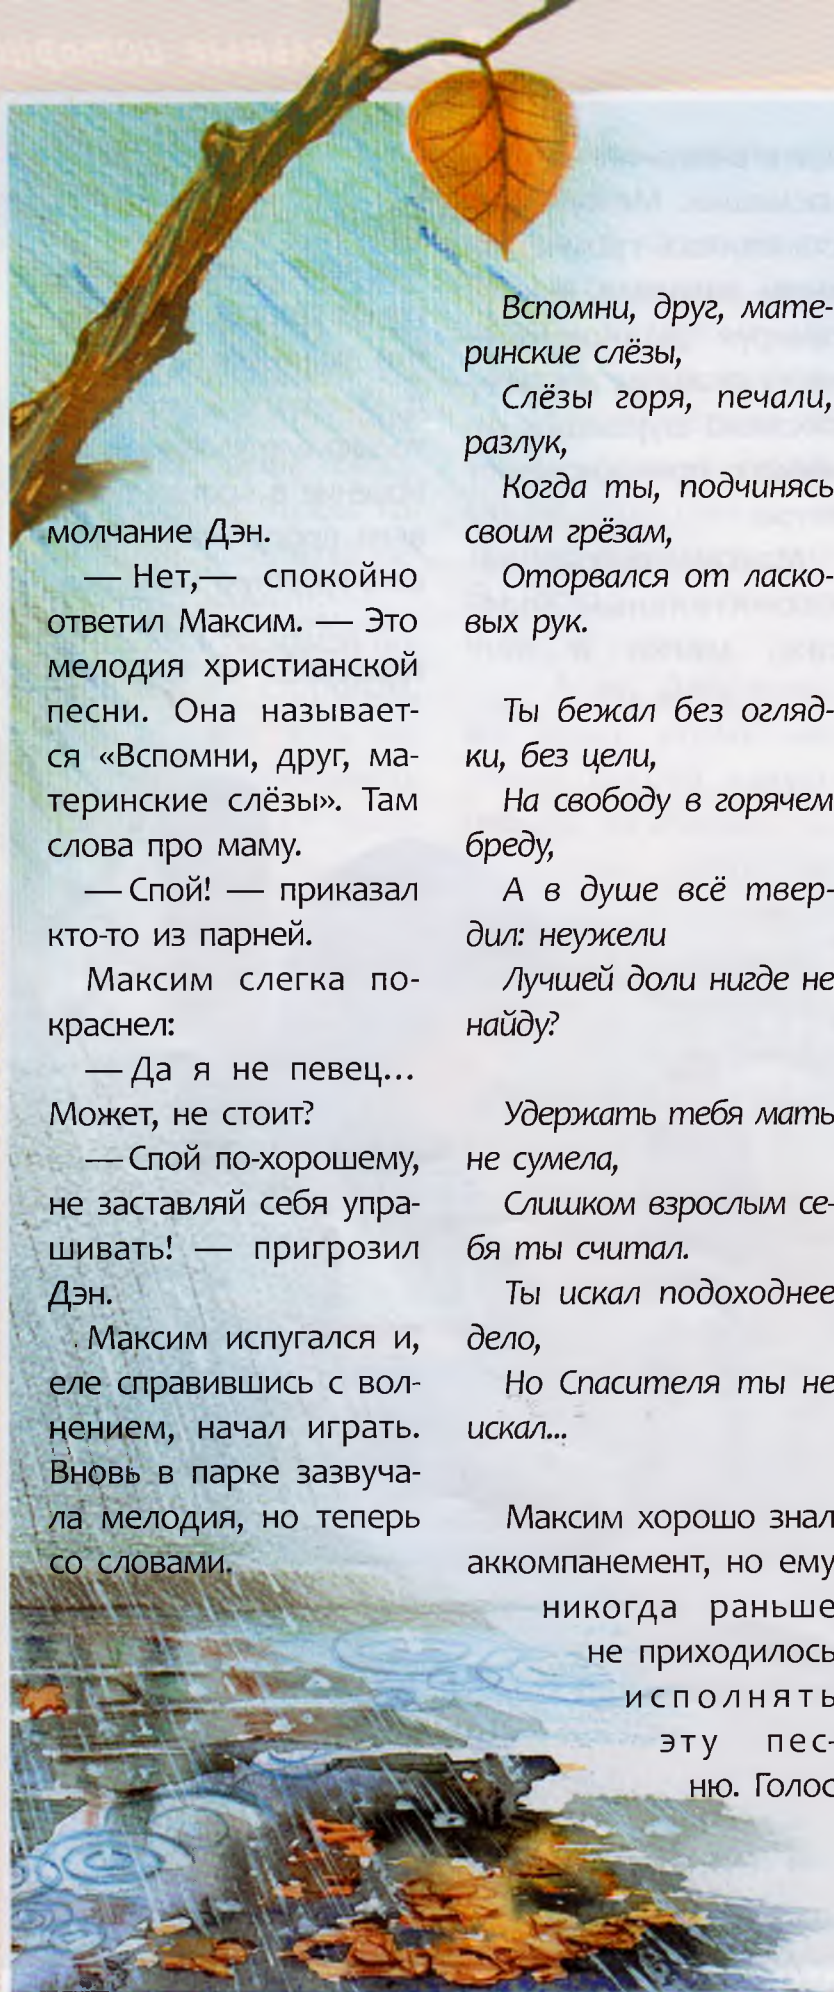 молчание Дэн.
— Нет,— спокойно
ответил Максим. — Это
мелодия христианской
песни. Она называет-
ся «Вспомни, друг, ма-
теринские слёзы». Там
слова про маму.
— Спой! — приказал
кто-то из парней.
Максим слегка по-
краснел:
— Да я не певец...
Может, не стоит?
— Спой по-хорошему,
не заставляй себя упра-
шивать! — пригрозил
Дэн.
Максим испугался и,
еле справившись с вол-
нением, начал играть.
Вновь в парке зазвуча-
ла мелодия, но теперь
со словами.
Вспомни, друг, мате-
ринские слёзы,
Слёзы горя, печали,
разлук,
Когда ты, подчиняясь
своим грёзам,
Оторвался от ласко-
вых рук.
Ты бежал без огляд-
ки, без цели,
На свободу в горячем
бреду,
А в душе всё твер-
дил: неужели
Лучшей доли нигде не
найду?
Удержать тебя мать
не сумела,
Слишком взрослым се-
бя ты считал.
Ты искал подоходнее
дело,
Но Спасителя ты не
искал...
Максим хорошо знал
аккомпанемент, но ему
никогда раньше
не приходилось
исполнять
эту пес-
ню. Голос